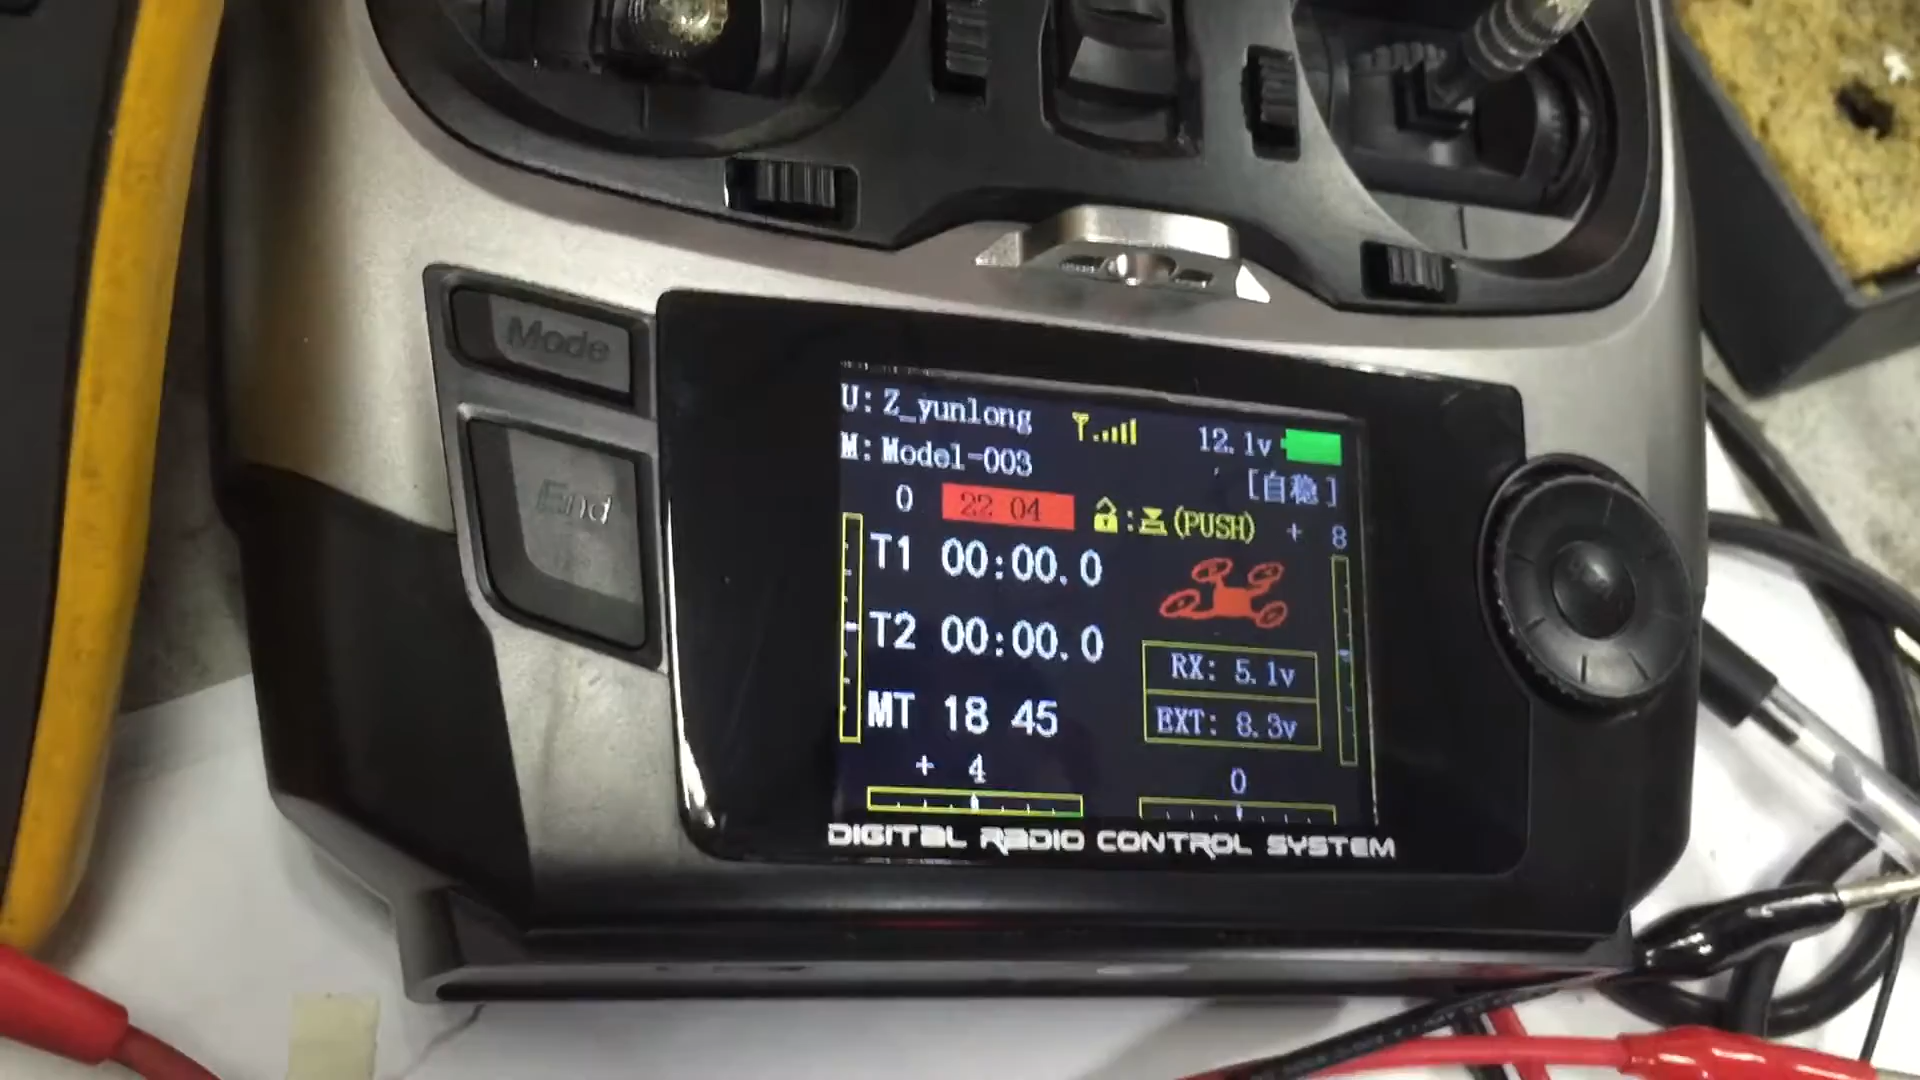 Mode
End
U: Z_yunlong
12.1v
M: Model-003
[自稳]
0
22 04
:
(PUSH)
+ 8
T1 00:00.0
T2 00:00.0
RX: 5.1v
MT 18 45
EXT: 8.3v
+ 4
0
DIGITAL RADIO CONTROL SYSTEM